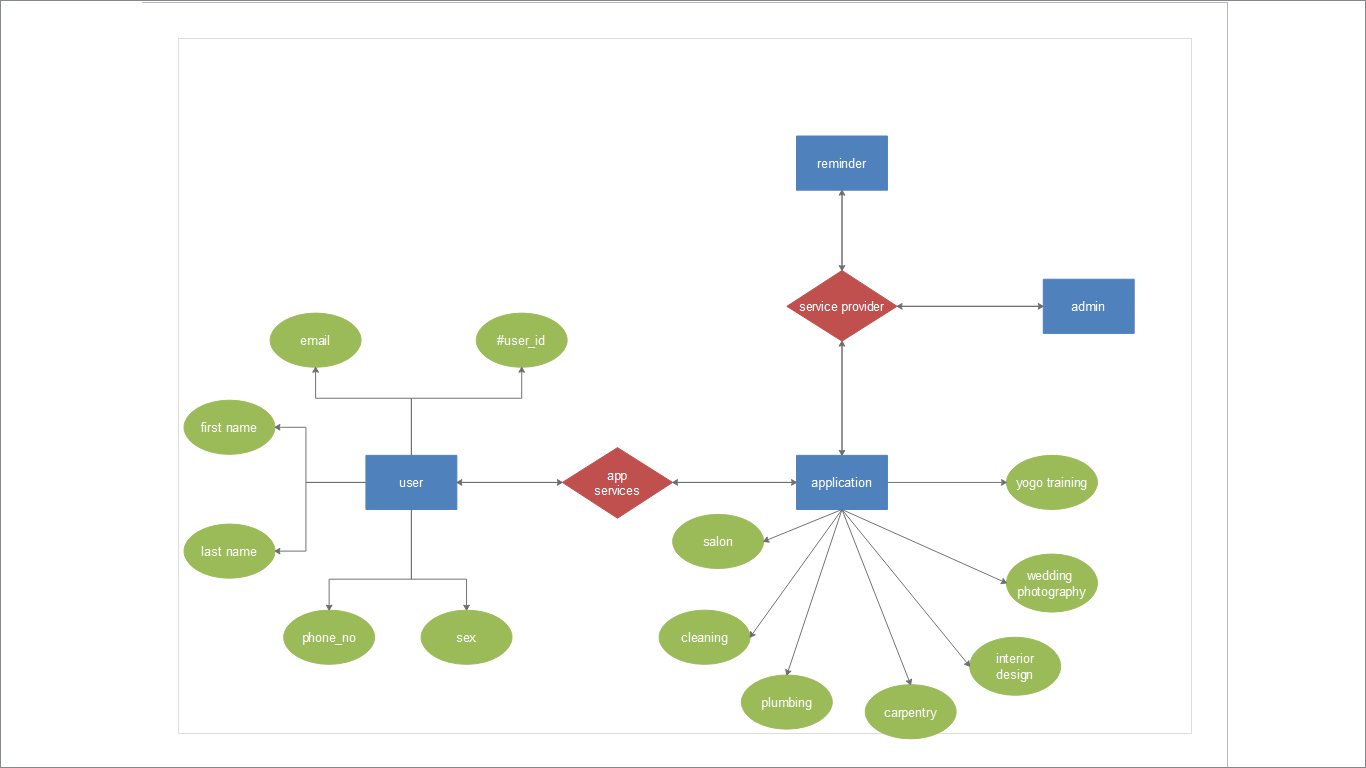 reminder
service provider
admin
email
#user_id
first name
user
app
services
application
yogo training
last name
salon
wedding
photography
phone_no
sex
cleaning
interior
design
plumbing
carpentry